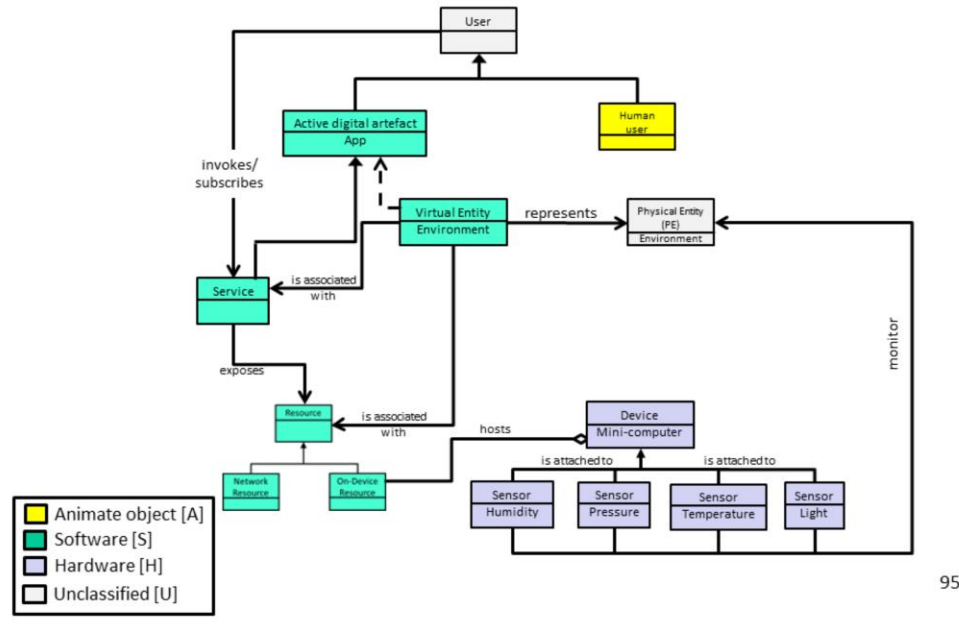 User
Active digital artefact
App
Human
user
invokes/
subscribes
Virtual Entity
Environment
represents
Physical Entity
(PE)
Environment
Service
is associated
with
monitor
exposes
Resource
is associated
with
hosts
Device
Mini-computer
is attached to
is attached to
Network
Resource
On-Device
Resource
Sensor
Humidity
Sensor
Pressure
Sensor
Temperature
Sensor
Light
Animate object [A]
Software [S]
Hardware [H]
Unclassified [U]
95